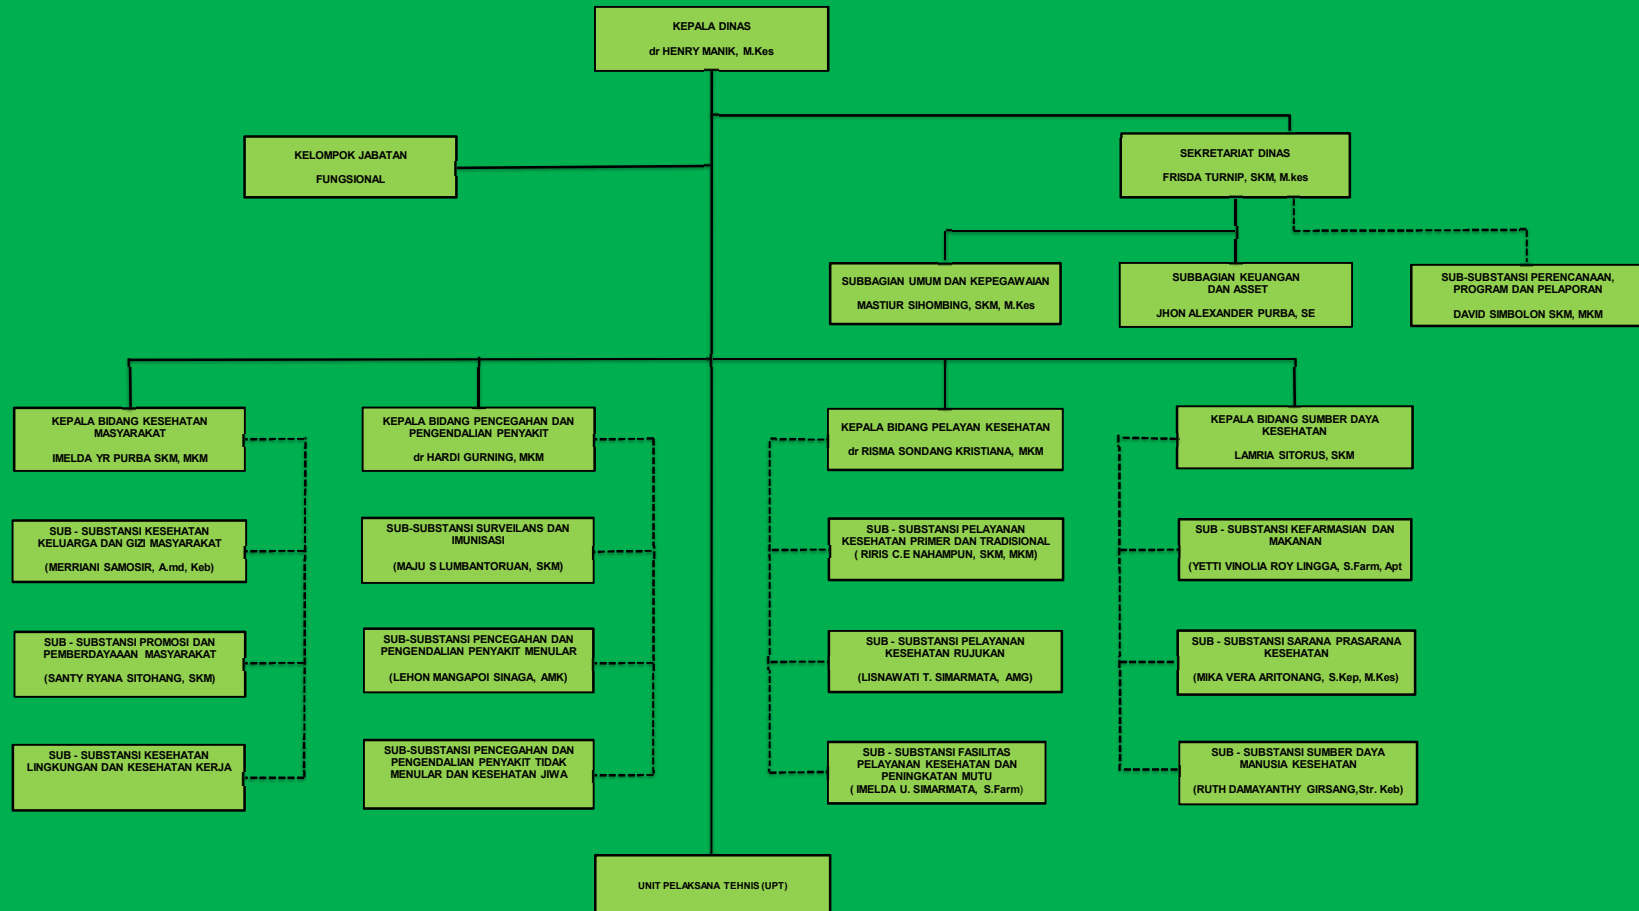 KEPALA DINAS
dr HENRY MANIK, M.Kes
KELOMPOK JABATAN
FUNGSIONAL
SEKRETARIAT DINAS
FRISDA TURNIP, SKM, M.kes
SUBBAGIAN UMUM DAN KEPEGAWAIAN
MASTIUR SIHOMBING, SKM, M.Kes
SUBBAGIAN KEUANGAN
DAN ASSET
JHON ALEXANDER PURBA, SE
SUB-SUBSTANSI PERENCANAAN,
PROGRAM DAN PELAPORAN
DAVID SIMBOLON SKM, MKM
KEPALA BIDANG KESEHATAN
MASYARAKAT
IMELDA YR PURBA SKM, MKM
KEPALA BIDANG PENCEGAHAN DAN
PENGENDALIAN PENYAKIT
dr HARDI GURNING, MKM
KEPALA BIDANG PELAYAN KESEHATAN
dr RISMA SONDANG KRISTIANA, MKM
KEPALA BIDANG SUMBER DAYA
KESEHATAN
LAMRIA SITORUS, SKM
SUB - SUBSTANSI KESEHATAN
KELUARGA DAN GIZI MASYARAKAT
(MERRIANI SAMOSIR, A.md, Keb)
SUB-SUBSTANSI SURVEILANS DAN
IMUNISASI
(MAJU S LUMBANTORUAN, SKM)
SUB - SUBSTANSI PELAYANAN
KESEHATAN PRIMER DAN TRADISIONAL
( RIRIS C.E NAHAMPUN, SKM, MKM)
SUB - SUBSTANSI KEFARMASIAN DAN
MAKANAN
(YETTI VINOLIA ROY LINGGA, S.Farm, Apt
SUB - SUBSTANSI PROMOSI DAN
PEMBERDAYAAAN MASYARAKAT
(SANTY RYANA SITOHANG, SKM)
SUB-SUBSTANSI PENCEGAHAN DAN
PENGENDALIAN PENYAKIT MENULAR
(LEHON MANGAPOI SINAGA, AMK)
SUB - SUBSTANSI PELAYANAN
KESEHATAN RUJUKAN
(LISNAWATI T. SIMARMATA, AMG)
SUB - SUBSTANSI SARANA PRASARANA
KESEHATAN
(MIKA VERA ARITONANG, S.Kep, M.Kes)
SUB - SUBSTANSI KESEHATAN
LINGKUNGAN DAN KESEHATAN KERJA
SUB-SUBSTANSI PENCEGAHAN DAN
PENGENDALIAN PENYAKIT TIDAK
MENULAR DAN KESEHATAN JIWA
SUB - SUBSTANSI FASILITAS
PELAYANAN KESEHATAN DAN
PENINGKATAN MUTU
( IMELDA U. SIMARMATA, S.Farm)
SUB - SUBSTANSI SUMBER DAYA
MANUSIA KESEHATAN
(RUTH DAMAYANTHY GIRSANG,Str. Keb)
UNIT PELAKSANA TEHNIS (UPT)